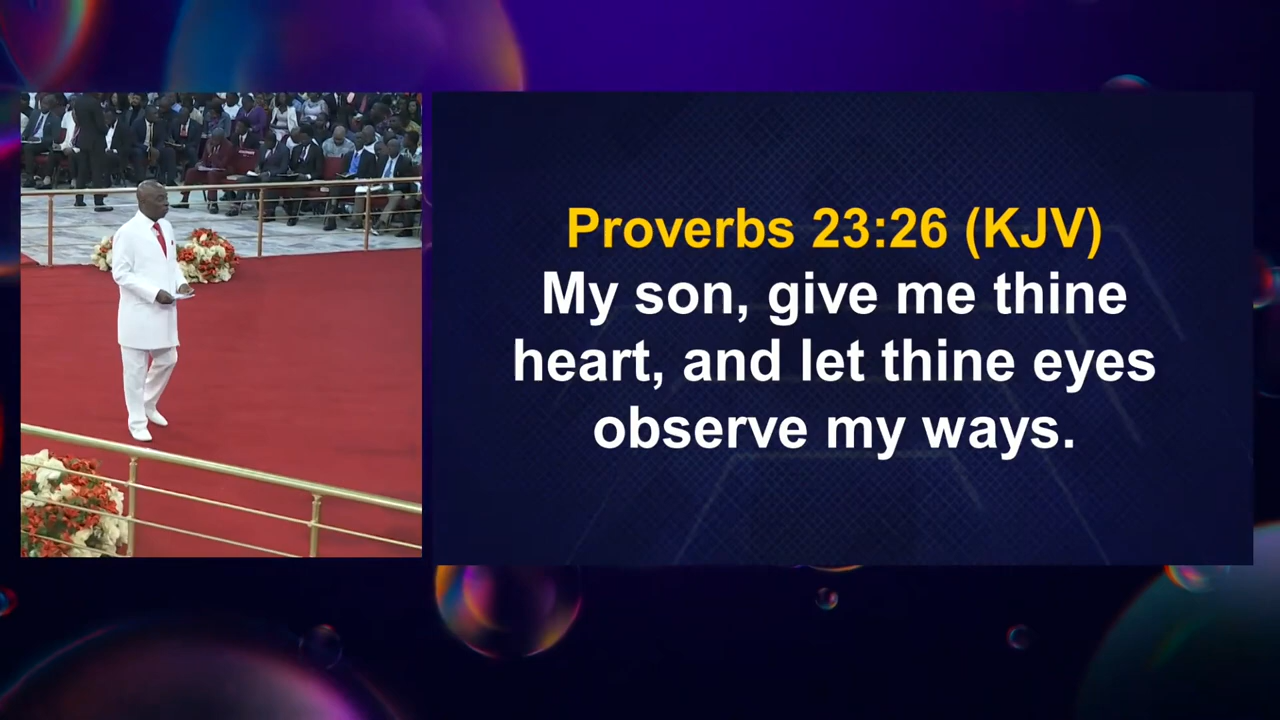 Proverbs 23:26 (KJV)
My son, give me thine
heart, and let thine eyes
observe my ways.